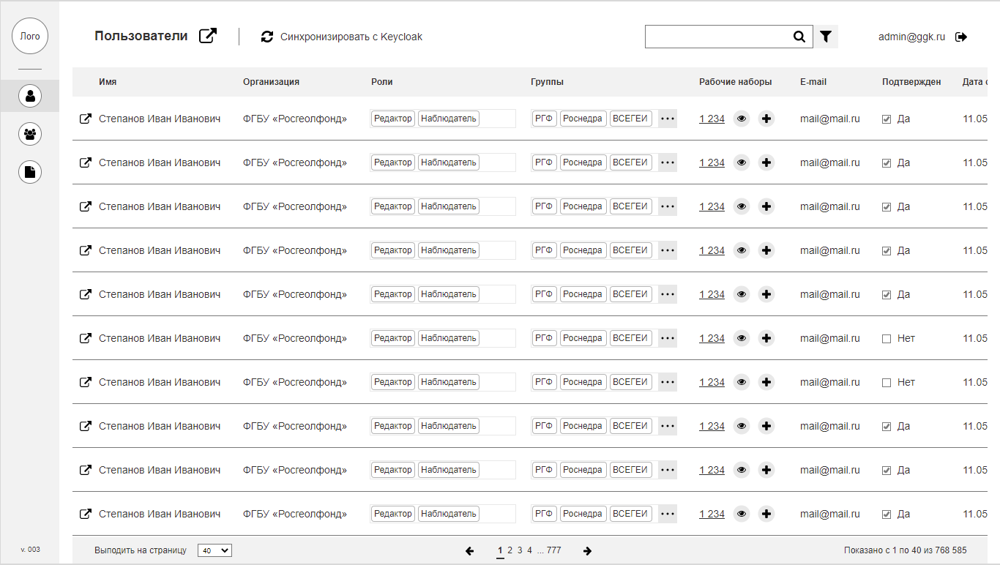 Лого
Пользователи Синхронизировать с Keycloak admin@ggk.ru
Имя Организация Роли Группы Рабочие наборы E-mail Подтвержден Дата с
Степанов Иван Иванович ФГБУ «Росгеолфонд» Редактор Наблюдатель РГФ Роснедра ВСЕГЕИ ... 1 234 mail@mail.ru Да 11.05
Степанов Иван Иванович ФГБУ «Росгеолфонд» Редактор Наблюдатель РГФ Роснедра ВСЕГЕИ ... 1 234 mail@mail.ru Да 11.05
Степанов Иван Иванович ФГБУ «Росгеолфонд» Редактор Наблюдатель РГФ Роснедра ВСЕГЕИ ... 1 234 mail@mail.ru Да 11.05
Степанов Иван Иванович ФГБУ «Росгеолфонд» Редактор Наблюдатель РГФ Роснедра ВСЕГЕИ ... 1 234 mail@mail.ru Да 11.05
Степанов Иван Иванович ФГБУ «Росгеолфонд» Редактор Наблюдатель РГФ Роснедра ВСЕГЕИ ... 1 234 mail@mail.ru Да 11.05
Степанов Иван Иванович ФГБУ «Росгеолфонд» Редактор Наблюдатель РГФ Роснедра ВСЕГЕИ ... 1 234 mail@mail.ru Нет 11.05
Степанов Иван Иванович ФГБУ «Росгеолфонд» Редактор Наблюдатель РГФ Роснедра ВСЕГЕИ ... 1 234 mail@mail.ru Нет 11.05
Степанов Иван Иванович ФГБУ «Росгеолфонд» Редактор Наблюдатель РГФ Роснедра ВСЕГЕИ ... 1 234 mail@mail.ru Да 11.05
Степанов Иван Иванович ФГБУ «Росгеолфонд» Редактор Наблюдатель РГФ Роснедра ВСЕГЕИ ... 1 234 mail@mail.ru Да 11.05
Степанов Иван Иванович ФГБУ «Росгеолфонд» Редактор Наблюдатель РГФ Роснедра ВСЕГЕИ ... 1 234 mail@mail.ru Да 11.05
v. 003 Выподить на страницу 40 1 2 3 4 ... 777 Показано с 1 по 40 из 768 585